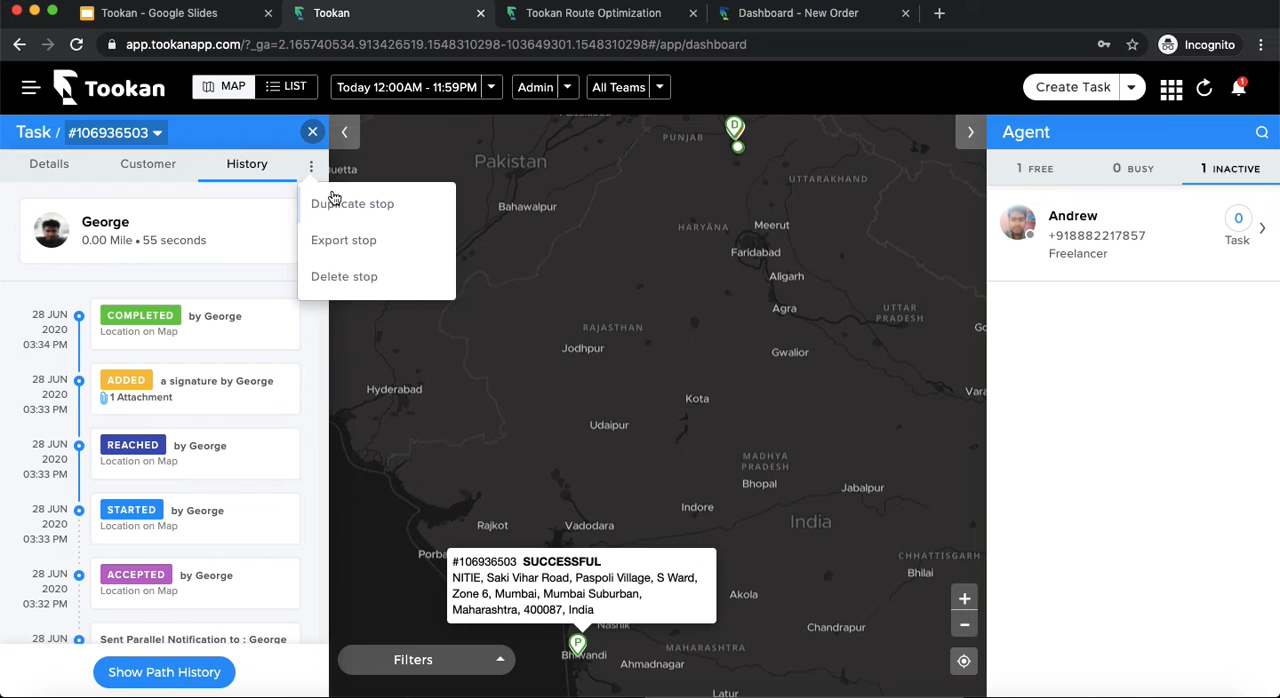 Tookan - Google Slides
Tookan
Tookan Route Optimization
Dashboard - New Order
app.tookanapp.com/?_ga=2.165740534.913426519.1548310298-103649301.1548310298#/app/dashboard
Incognito
Tookan
MAP
LIST
Today 12:00AM - 11:59PM
Admin
All Teams
Create Task
1
Task / #106936503
Details
Customer
History
Duplicate stop
Export stop
Delete stop
George
0.00 Mile • 55 seconds
28 JUN
2020
03:34 PM
COMPLETED by George
Location on Map
28 JUN
2020
03:33 PM
ADDED a signature by George
1 Attachment
28 JUN
2020
03:33 PM
REACHED by George
Location on Map
28 JUN
2020
03:33 PM
STARTED by George
Location on Map
28 JUN
2020
03:32 PM
ACCEPTED by George
Location on Map
28 JUN
Sent Parallel Notification to : George
Show Path History
D
PUNJAB
Pakistan
UTTARAKHAND
Bahawalpur
HARYĀNA
Meerut
Faridabad
Aligarh
Agra
UTTAR
PRADESH
RAJASTHAN
Jodhpur
Gwalior
Hyderabad
Kota
Udaipur
MADHYA
PRADESH
Bhopal
Jabalpur
Indore
Rajkot
Vadodara
India
CHHATTISGARH
Bhilai
#106936503 SUCCESSFUL
NITIE, Saki Vihar Road, Paspoli Village, S Ward,
Zone 6, Mumbai, Mumbai Suburban,
Maharashtra, 400087, India
Akola
Nashik
Chandrapur
P
Bhiwandi
MAHARASHTRA
Ahmadnagar
Latur
Filters
Agent
1 FREE
0 BUSY
1 INACTIVE
Andrew
+918882217857
Freelancer
0
Task